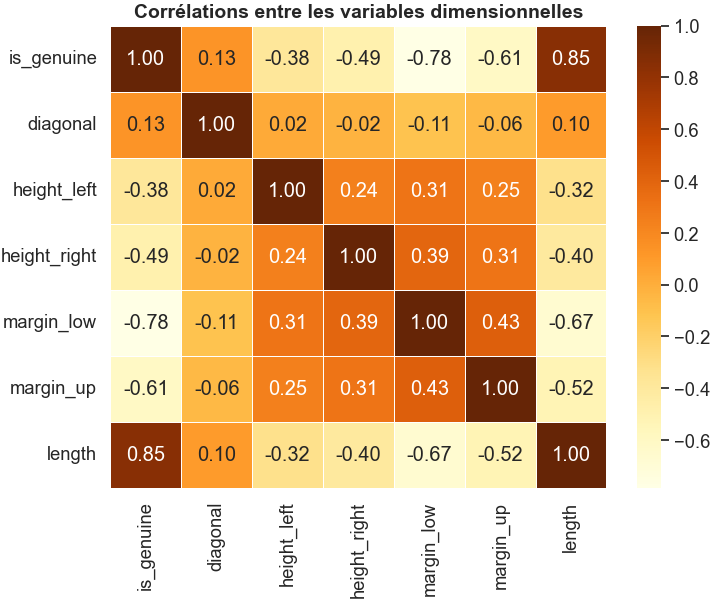 Corrélations entre les variables dimensionnelles
is_genuine 1.00 0.13 -0.38 -0.49 -0.78 -0.61 0.85
diagonal 0.13 1.00 0.02 -0.02 -0.11 -0.06 0.10
height_left -0.38 0.02 1.00 0.24 0.31 0.25 -0.32
height_right -0.49 -0.02 0.24 1.00 0.39 0.31 -0.40
margin_low -0.78 -0.11 0.31 0.39 1.00 0.43 -0.67
margin_up -0.61 -0.06 0.25 0.31 0.43 1.00 -0.52
length 0.85 0.10 -0.32 -0.40 -0.67 -0.52 1.00
is_genuine
diagonal
height_left
height_right
margin_low
margin_up
length
1.0
0.8
0.6
0.4
0.2
0.0
−0.2
−0.4
−0.6